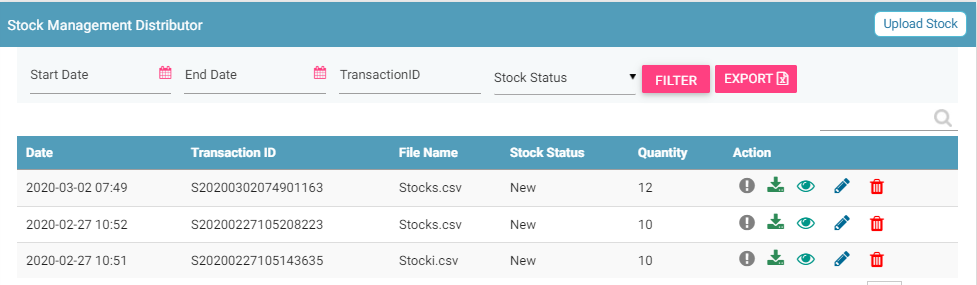 Stock Management Distributor Upload Stock
Start Date End Date TransactionID Stock Status FILTER EXPORT
Date Transaction ID File Name Stock Status Quantity Action
2020-03-02 07:49 S20200302074901163 Stocks.csv New 12
2020-02-27 10:52 S20200227105208223 Stocks.csv New 10
2020-02-27 10:51 S20200227105143635 Stocki.csv New 10